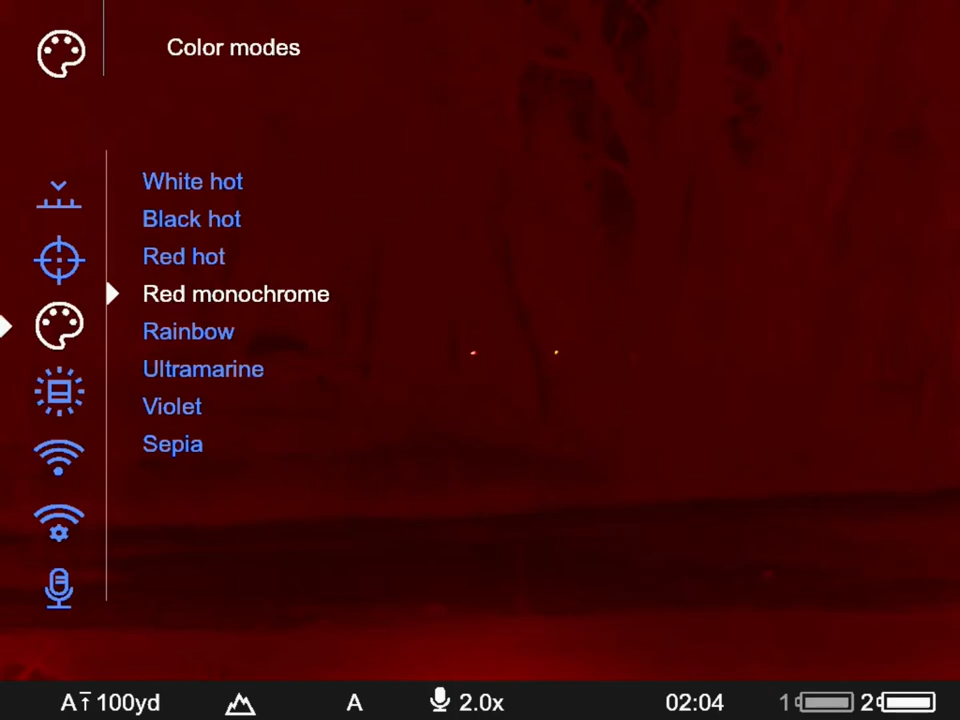 Color modes
White hot
Black hot
Red hot
Red monochrome
Rainbow
Ultramarine
Violet
Sepia
A 100yd A 2.0x 02:04 1 2